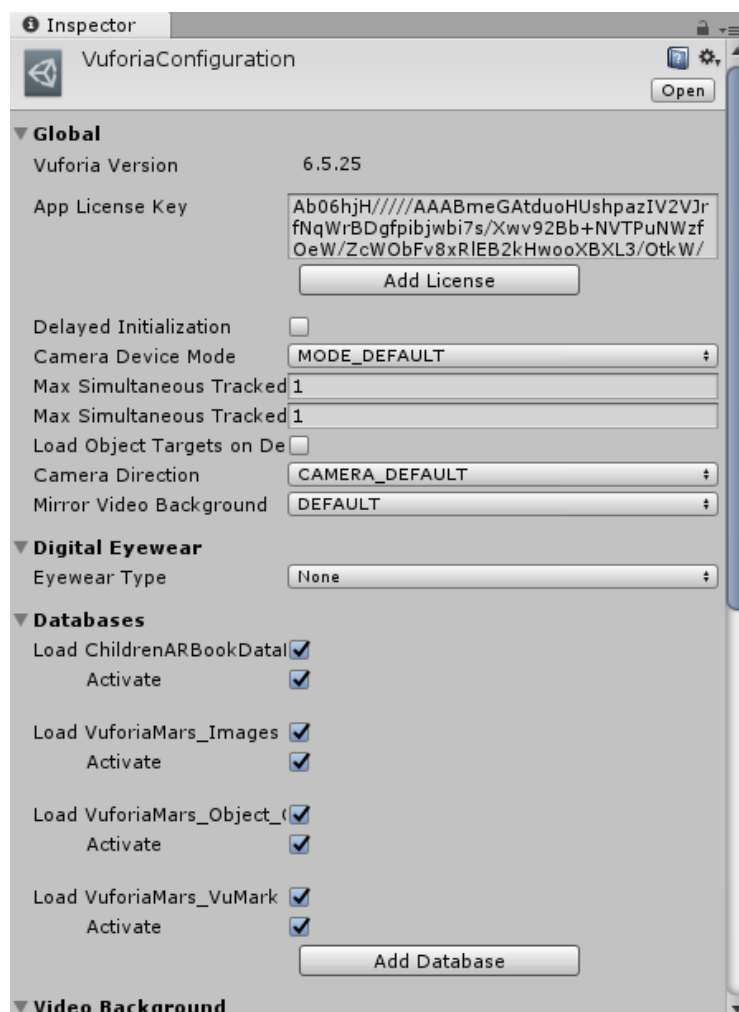 Inspector
VuforiaConfiguration
Open
Global
Vuforia Version 6.5.25
App License Key Ab06hjH/////AAABmeGAtduoHUshpazIV2VJr
fNqWrBDgfpibjwbi7s/Xwv92Bb+NVTPuNWzf
OeW/ZcWObFv8xRlEB2kHwooXBXL3/OtkW/
Add License
Delayed Initialization
Camera Device Mode MODE_DEFAULT
Max Simultaneous Tracked 1
Max Simultaneous Tracked 1
Load Object Targets on De
Camera Direction CAMERA_DEFAULT
Mirror Video Background DEFAULT
Digital Eyewear
Eyewear Type None
Databases
Load ChildrenARBookDatal
Activate
Load VuforiaMars_Images
Activate
Load VuforiaMars_Object_(
Activate
Load VuforiaMars_VuMark
Activate
Add Database
Video Background